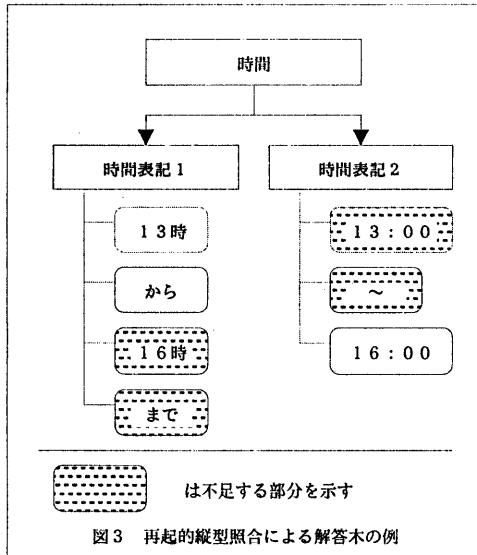 時間
時間表記1 時間表記2
13時 13:00
から ～
16時 16:00
まで
は不足する部分を示す
図3 再起的縦型照合による解答木の例